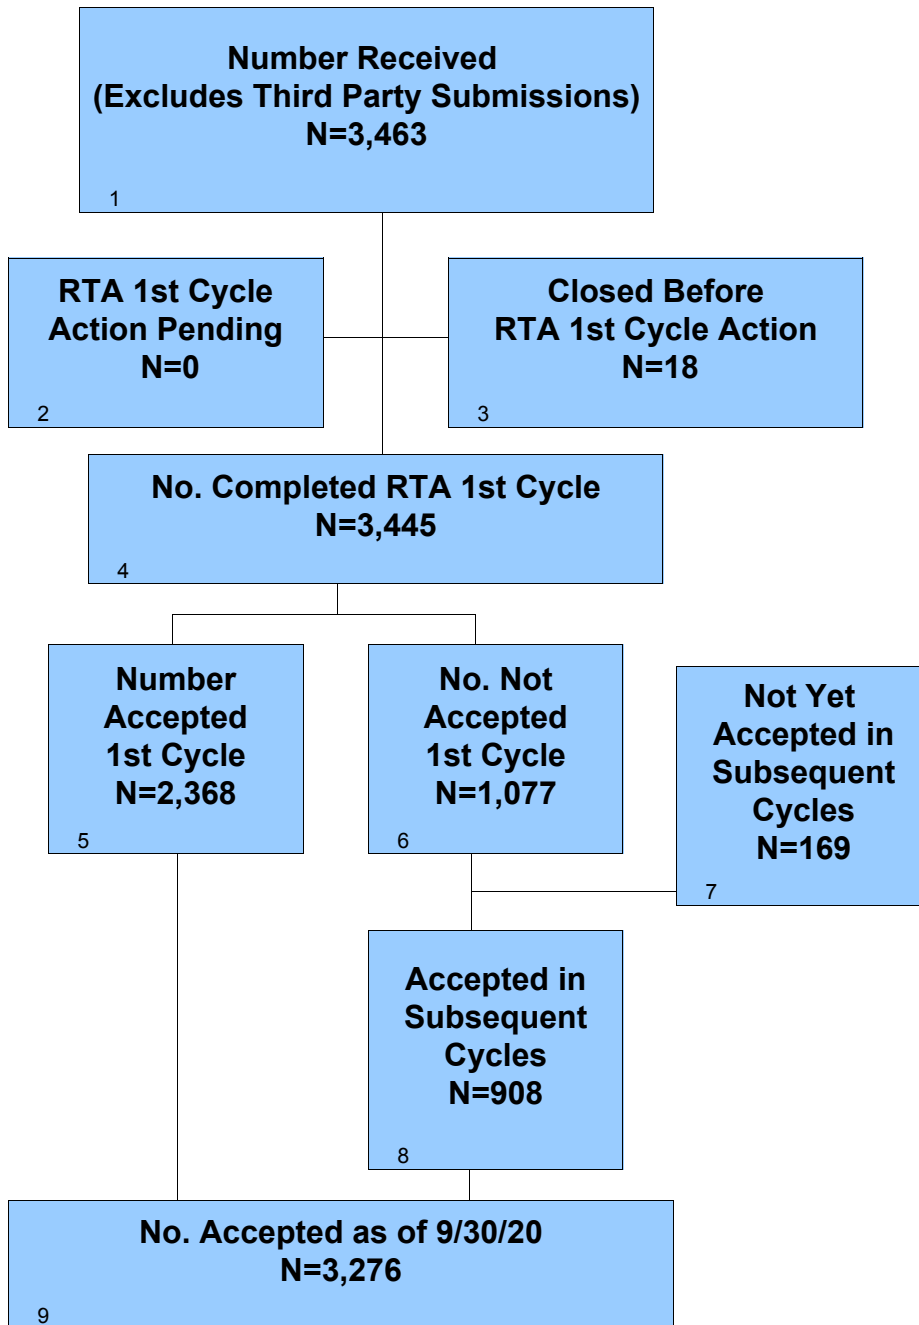 Number Received
(Excludes Third Party Submissions)
N=3,463
1
RTA 1st Cycle
Action Pending
N=0
2
Closed Before
RTA 1st Cycle Action
N=18
3
No. Completed RTA 1st Cycle
N=3,445
4
Number
Accepted
1st Cycle
N=2,368
5
No. Not
Accepted
1st Cycle
N=1,077
6
Not Yet
Accepted in
Subsequent
Cycles
N=169
7
Accepted in
Subsequent
Cycles
N=908
8
No. Accepted as of 9/30/20
N=3,276
9